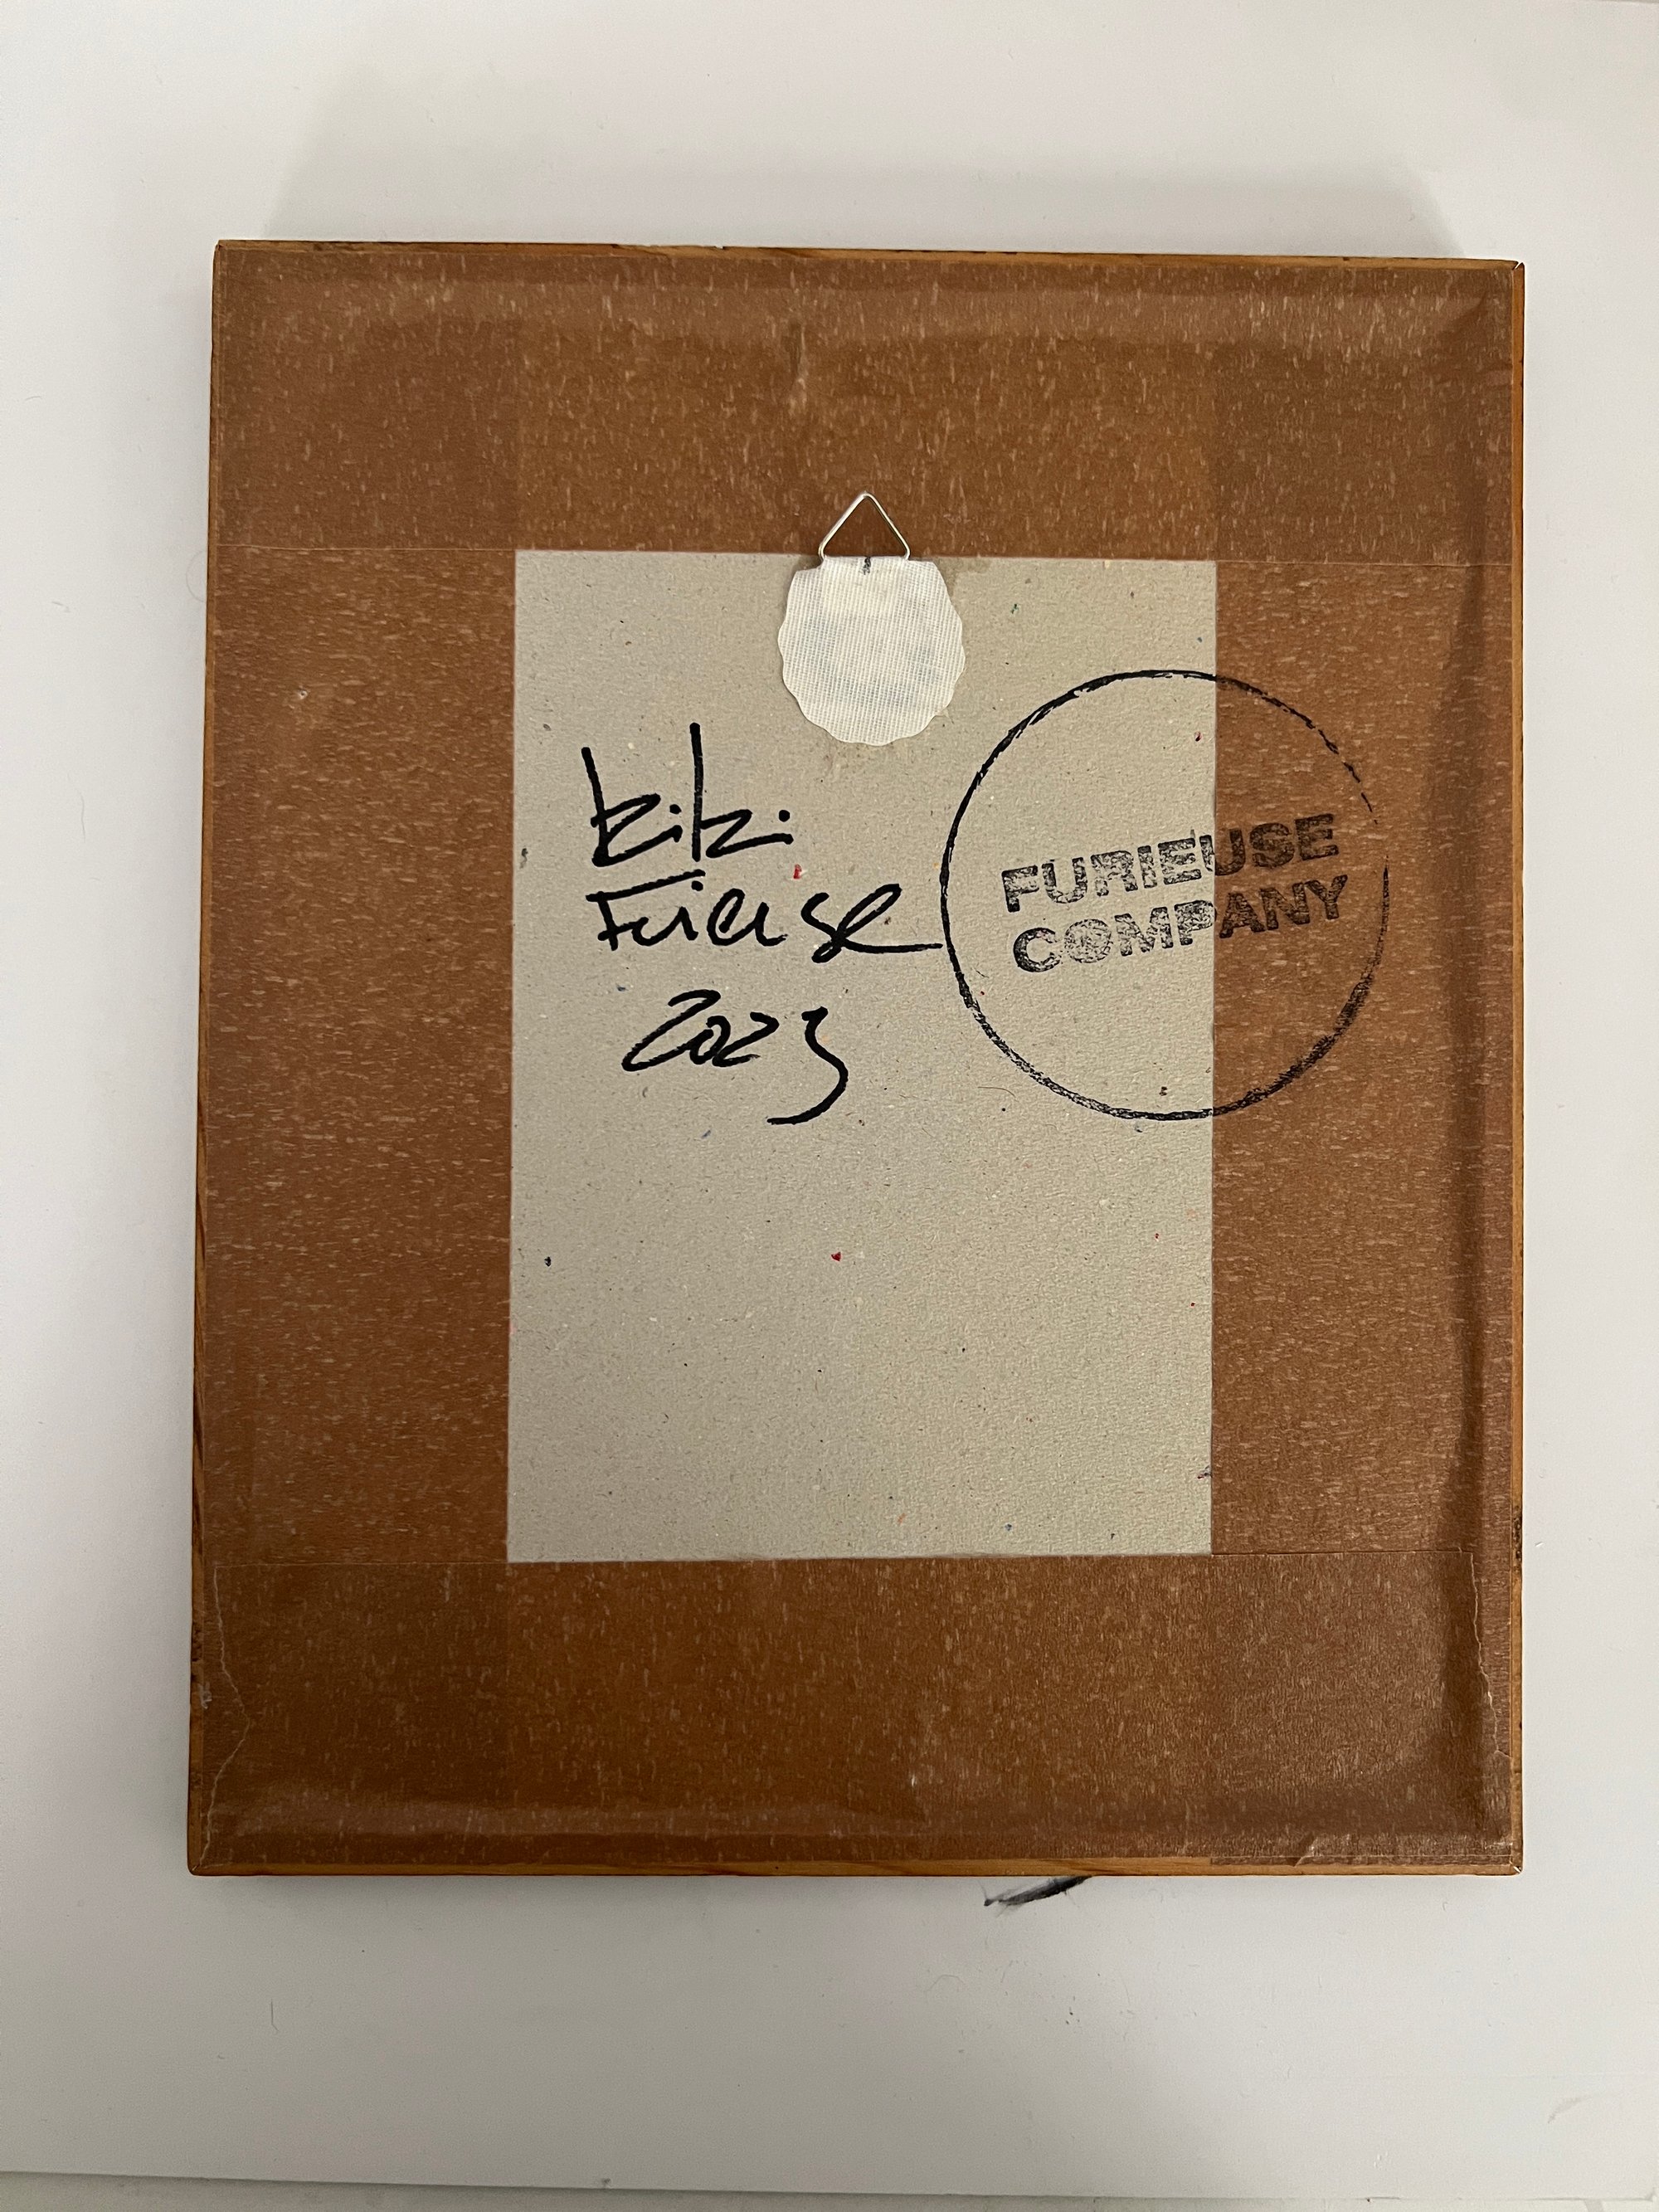 Kiki
Furieuse
2023
FURIEUSE
COMPANY